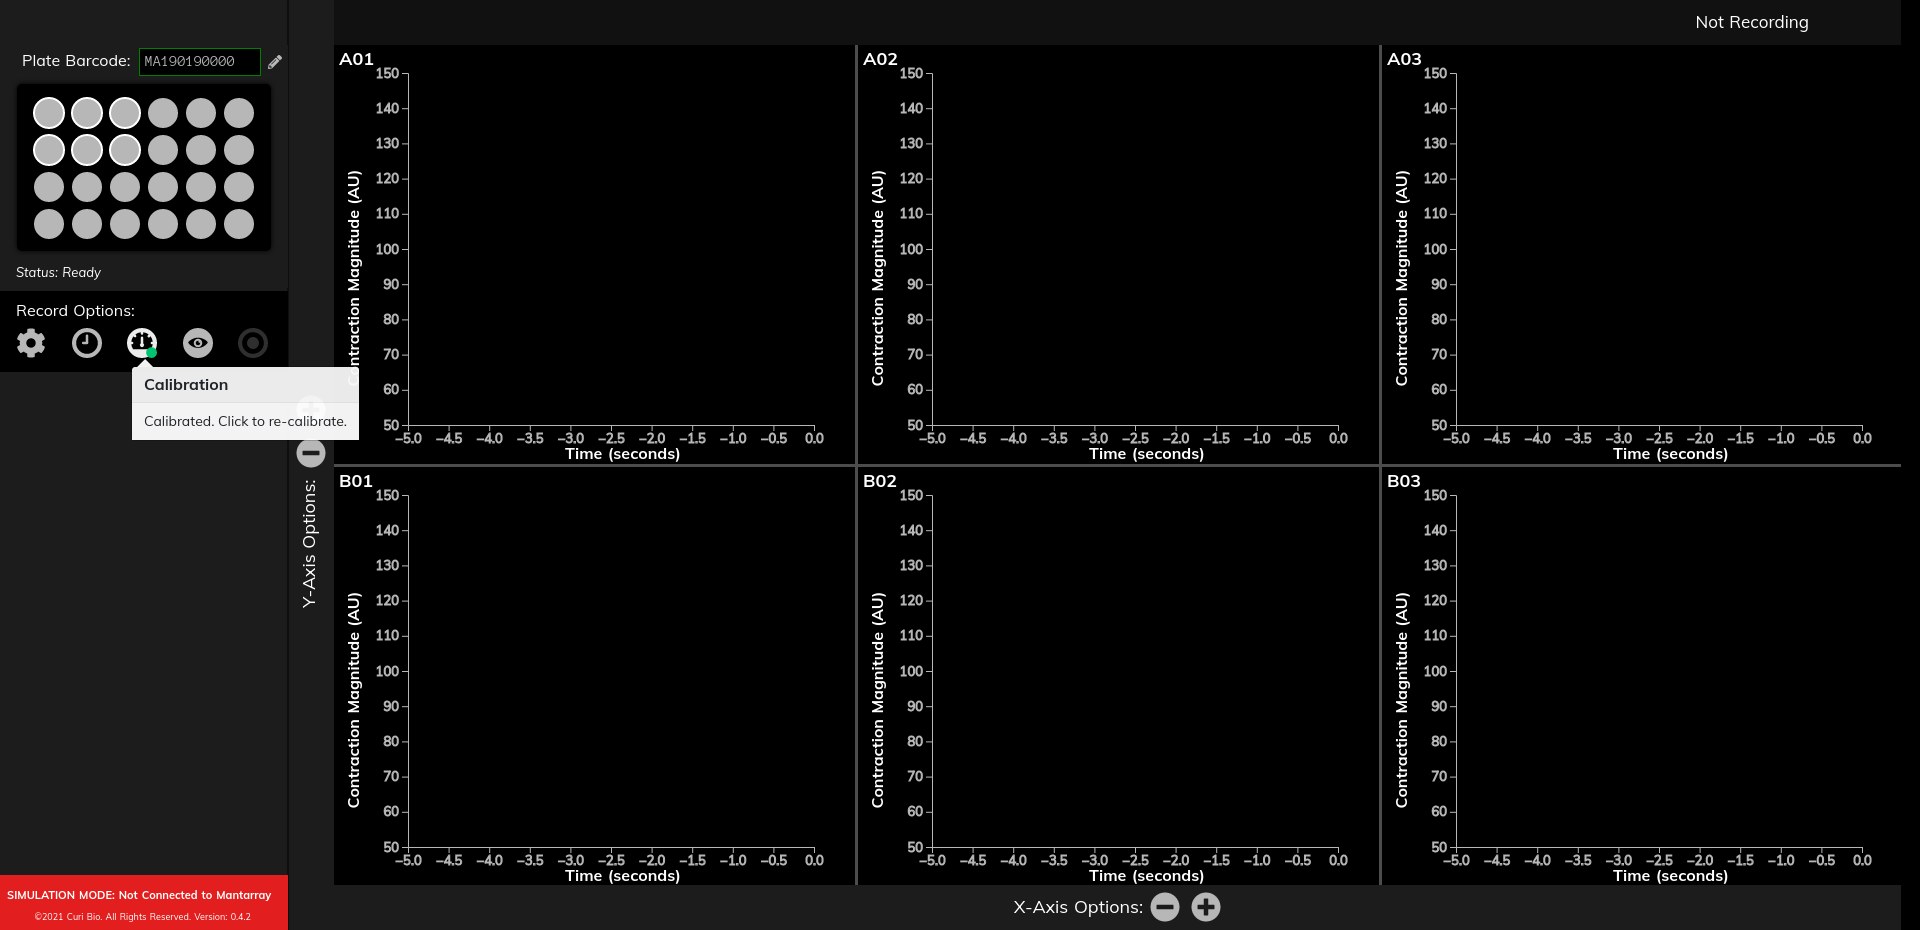 Not Recording
Plate Barcode: MA190190000
Status: Ready
Record Options:
Calibration
Calibrated. Click to re-calibrate.
Y-Axis Options:
SIMULATION MODE: Not Connected to Mantarray
©2021 Curi Bio. All Rights Reserved. Version: 0.4.2
A01
150
140
130
120
110
100
90
80
70
60
50
Contraction Magnitude (AU)
−5.0 −4.5 −4.0 −3.5 −3.0 −2.5 −2.0 −1.5 −1.0 −0.5 0.0
Time (seconds)
A02
150
140
130
120
110
100
90
80
70
60
50
Contraction Magnitude (AU)
−5.0 −4.5 −4.0 −3.5 −3.0 −2.5 −2.0 −1.5 −1.0 −0.5 0.0
Time (seconds)
A03
150
140
130
120
110
100
90
80
70
60
50
Contraction Magnitude (AU)
−5.0 −4.5 −4.0 −3.5 −3.0 −2.5 −2.0 −1.5 −1.0 −0.5 0.0
Time (seconds)
B01
150
140
130
120
110
100
90
80
70
60
50
Contraction Magnitude (AU)
−5.0 −4.5 −4.0 −3.5 −3.0 −2.5 −2.0 −1.5 −1.0 −0.5 0.0
Time (seconds)
B02
150
140
130
120
110
100
90
80
70
60
50
Contraction Magnitude (AU)
−5.0 −4.5 −4.0 −3.5 −3.0 −2.5 −2.0 −1.5 −1.0 −0.5 0.0
Time (seconds)
B03
150
140
130
120
110
100
90
80
70
60
50
Contraction Magnitude (AU)
−5.0 −4.5 −4.0 −3.5 −3.0 −2.5 −2.0 −1.5 −1.0 −0.5 0.0
Time (seconds)
X-Axis Options: